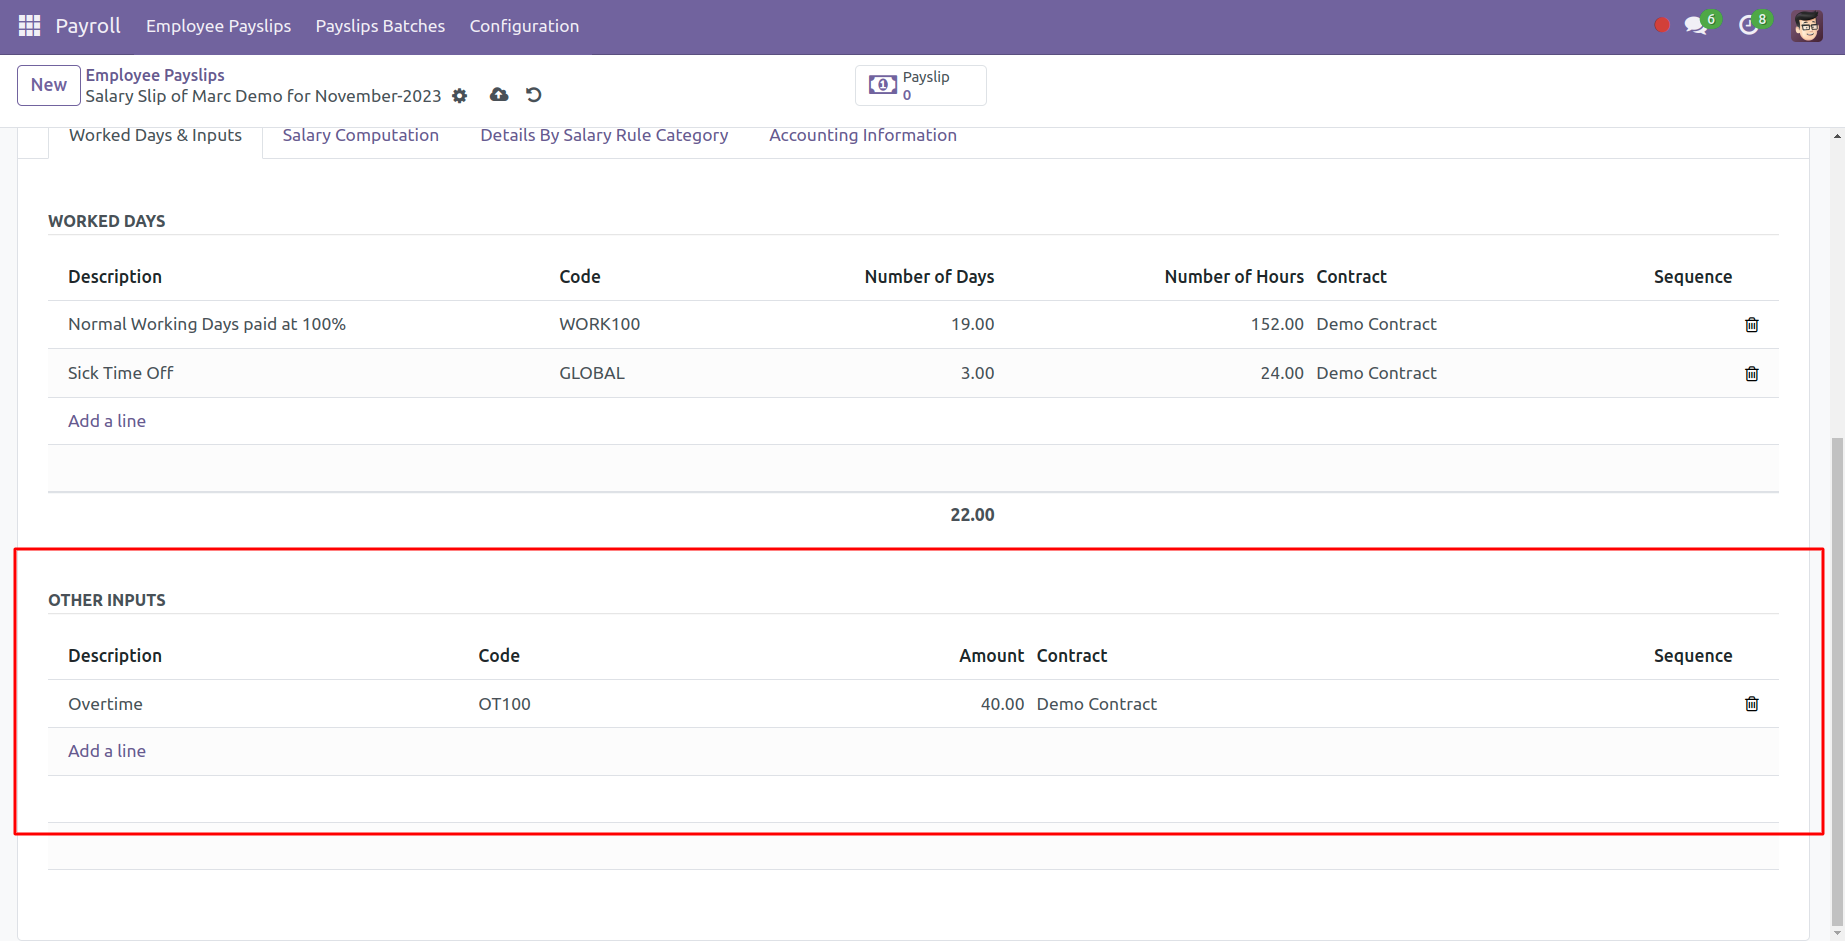 Payroll Employee Payslips Payslips Batches Configuration 6 8
New Employee Payslips
Salary Slip of Marc Demo for November-2023
Payslip
0
Worked Days & Inputs Salary Computation Details By Salary Rule Category Accounting Information
WORKED DAYS
Description Code Number of Days Number of Hours Contract Sequence
Normal Working Days paid at 100% WORK100 19.00 152.00 Demo Contract
Sick Time Off GLOBAL 3.00 24.00 Demo Contract
Add a line
22.00
OTHER INPUTS
Description Code Amount Contract Sequence
Overtime OT100 40.00 Demo Contract
Add a line